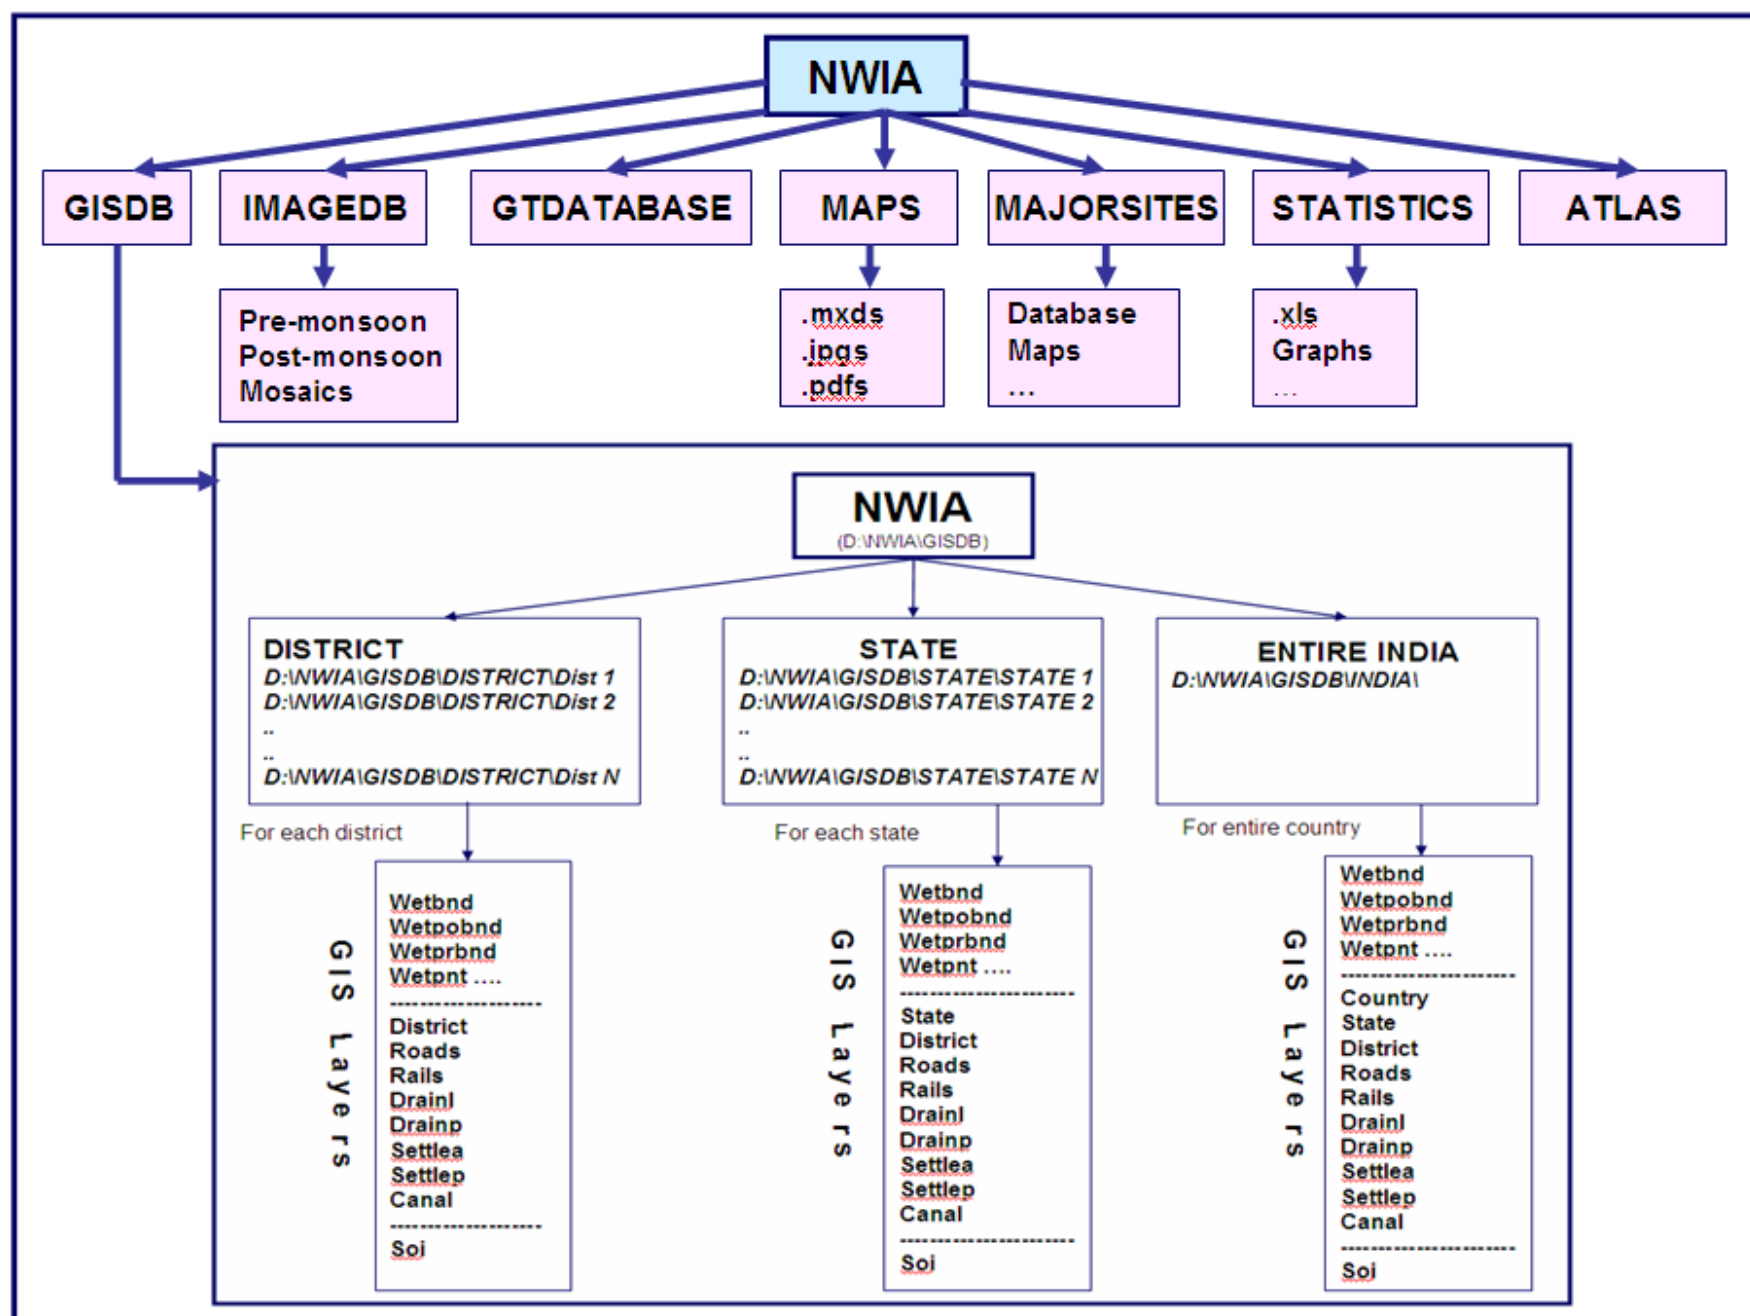 NWIA
GISDB
IMAGEDB
GTDATABASE
MAPS
MAJORSITES
STATISTICS
ATLAS
Pre-monsoon
Post-monsoon
Mosaics
.mxds
.jpgs
.pdfs
Database
Maps
...
.xls
Graphs
...
NWIA
(D:\NWIA\GISDB)
DISTRICT
D:\NWIA\GISDB\DISTRICT\Dist 1
D:\NWIA\GISDB\DISTRICT\Dist 2
..
..
D:\NWIA\GISDB\DISTRICT\Dist N
STATE
D:\NWIA\GISDB\STATE\STATE 1
D:\NWIA\GISDB\STATE\STATE 2
..
..
D:\NWIA\GISDB\STATE\STATE N
ENTIRE INDIA
D:\NWIA\GISDB\INDIA\
For each district
For each state
For entire country
GIS Layers
Wetbnd
Wetpobnd
Wetprbnd
Wetpnt ....
---------------------
District
Roads
Rails
Drainl
Drainp
Settlea
Settlep
Canal
---------------------
Soi
GIS Layers
Wetbnd
Wetpobnd
Wetprbnd
Wetpnt ....
------------------------
State
District
Roads
Rails
Drainl
Drainp
Settlea
Settlep
Canal
------------------------
Soi
GIS Layers
Wetbnd
Wetpobnd
Wetprbnd
Wetpnt ....
------------------------
Country
State
District
Roads
Rails
Drainl
Drainp
Settlea
Settlep
Canal
------------------------
Soi